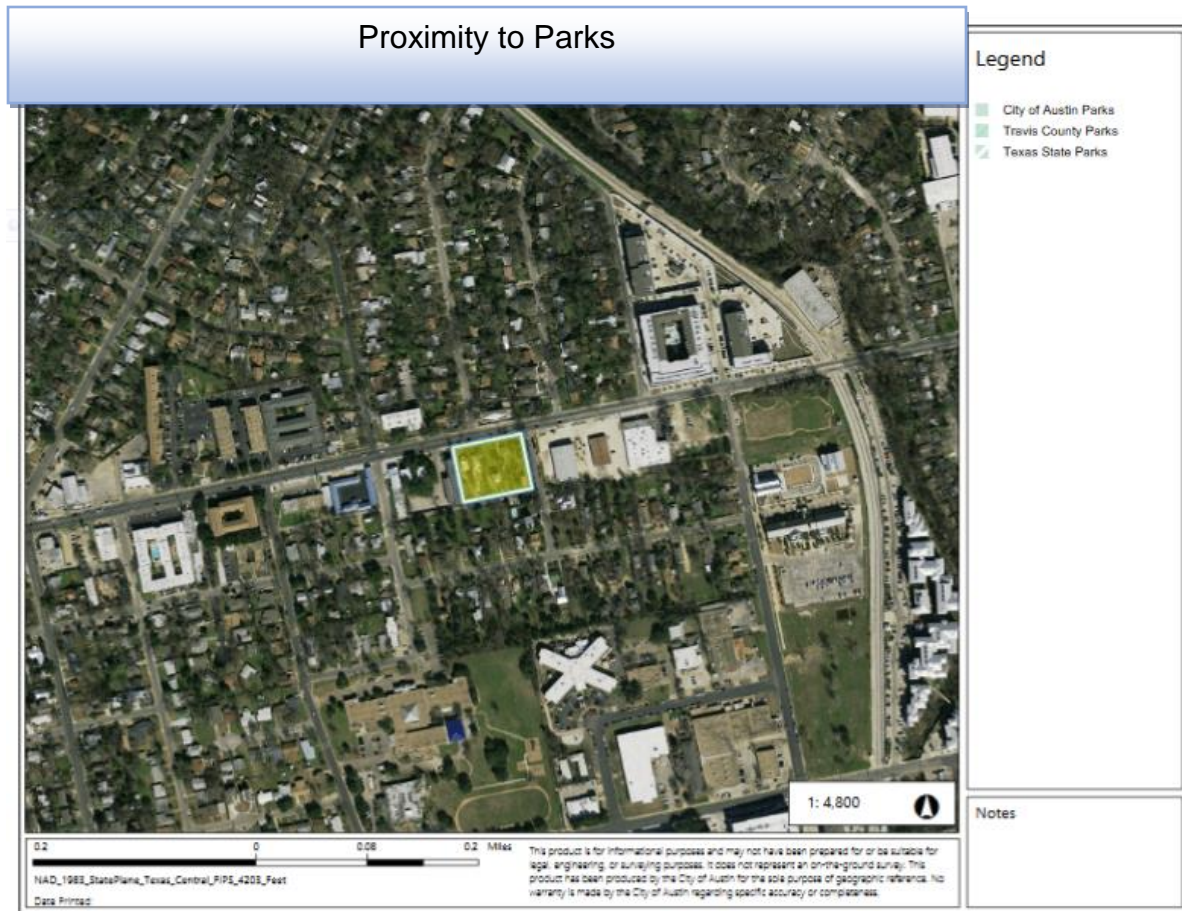 Proximity to Parks
Legend
City of Austin Parks
Travis County Parks
Texas State Parks
1: 4,800
Notes
0.2 0 0.08 0.2 Miles
NAD_1983_StatePlane_Texas_Central_FIPS_4203_Feet
Date Printed:
This product is for informational purposes and may not have been prepared for or be suitable for
legal, engineering, or surveying purposes. It does not represent an on-the-ground survey. This
product has been produced by the City of Austin for the sole purpose of geographic reference. No
warranty is made by the City of Austin regarding specific accuracy or completeness.